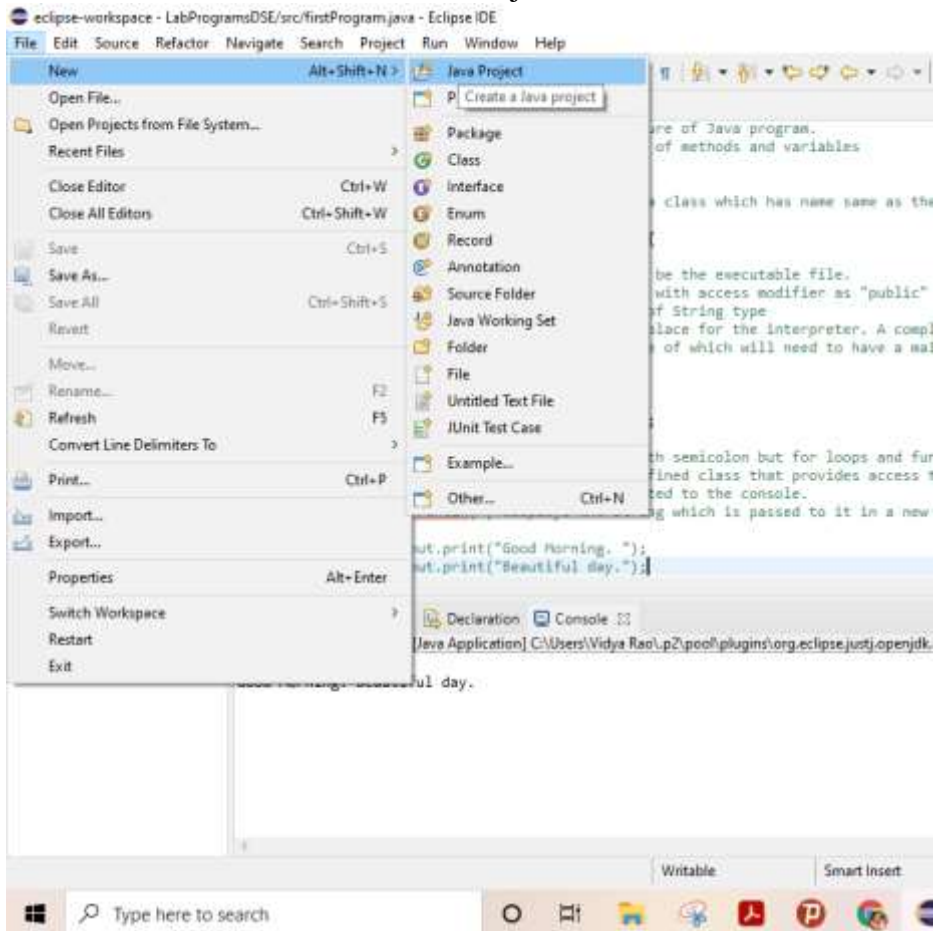 eclipse-workspace - LabProgramsDSE/src/firstProgram.java - Eclipse IDE
File Edit Source Refactor Navigate Search Project Run Window Help
New Alt+Shift+N >
Open File...
Open Projects from File System...
Recent Files >
Close Editor Ctrl+W
Close All Editors Ctrl+Shift+W
Save Ctrl+S
Save As...
Save All Ctrl+Shift+S
Revert
Move...
Rename... F2
Refresh F5
Convert Line Delimiters To >
Print... Ctrl+P
Import...
Export...
Properties Alt+Enter
Switch Workspace >
Restart
Exit
Java Project
P
Create a Java project
Package
Class
Interface
Enum
Record
Annotation
Source Folder
Java Working Set
Folder
File
Untitled Text File
JUnit Test Case
Example...
Other... Ctrl+N
ure of Java program.
of methods and variables
class which has name same as the
{
be the executable file.
with access modifier as "public"
of String type
place for the interpreter. A compl
of which will need to have a mai
th semicolon but for loops and fun
fined class that provides access t
ted to the console.
ng which is passed to it in a new
ut.print("Good Morning. ");
ut.print("Beautiful day.");
Declaration Console
[Java Application] C:\Users\Vidya Rao\.p2\pool\plugins\org.eclipse.justj.openjdk.
Good Morning. Beautiful day.
Writable Smart Insert
Type here to search